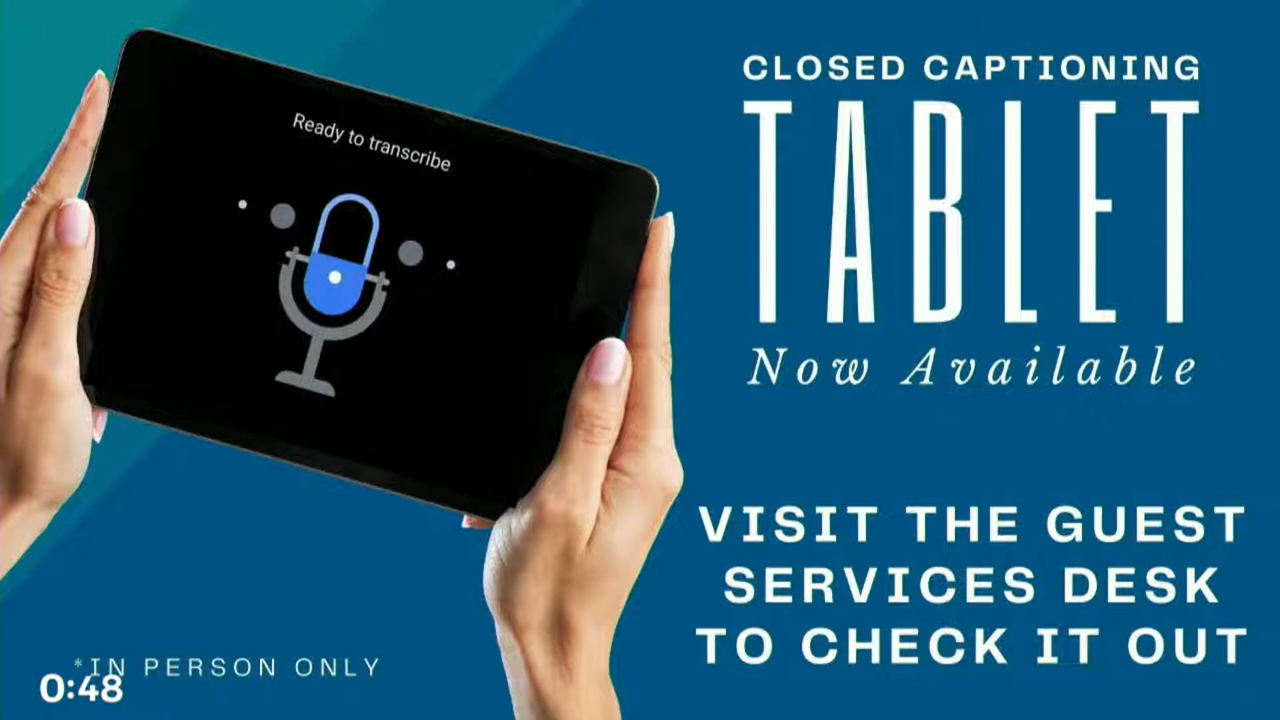 Ready to transcribe
CLOSED CAPTIONING
TABLET
Now Available
VISIT THE GUEST
SERVICES DESK
TO CHECK IT OUT
*IN PERSON ONLY
0:48